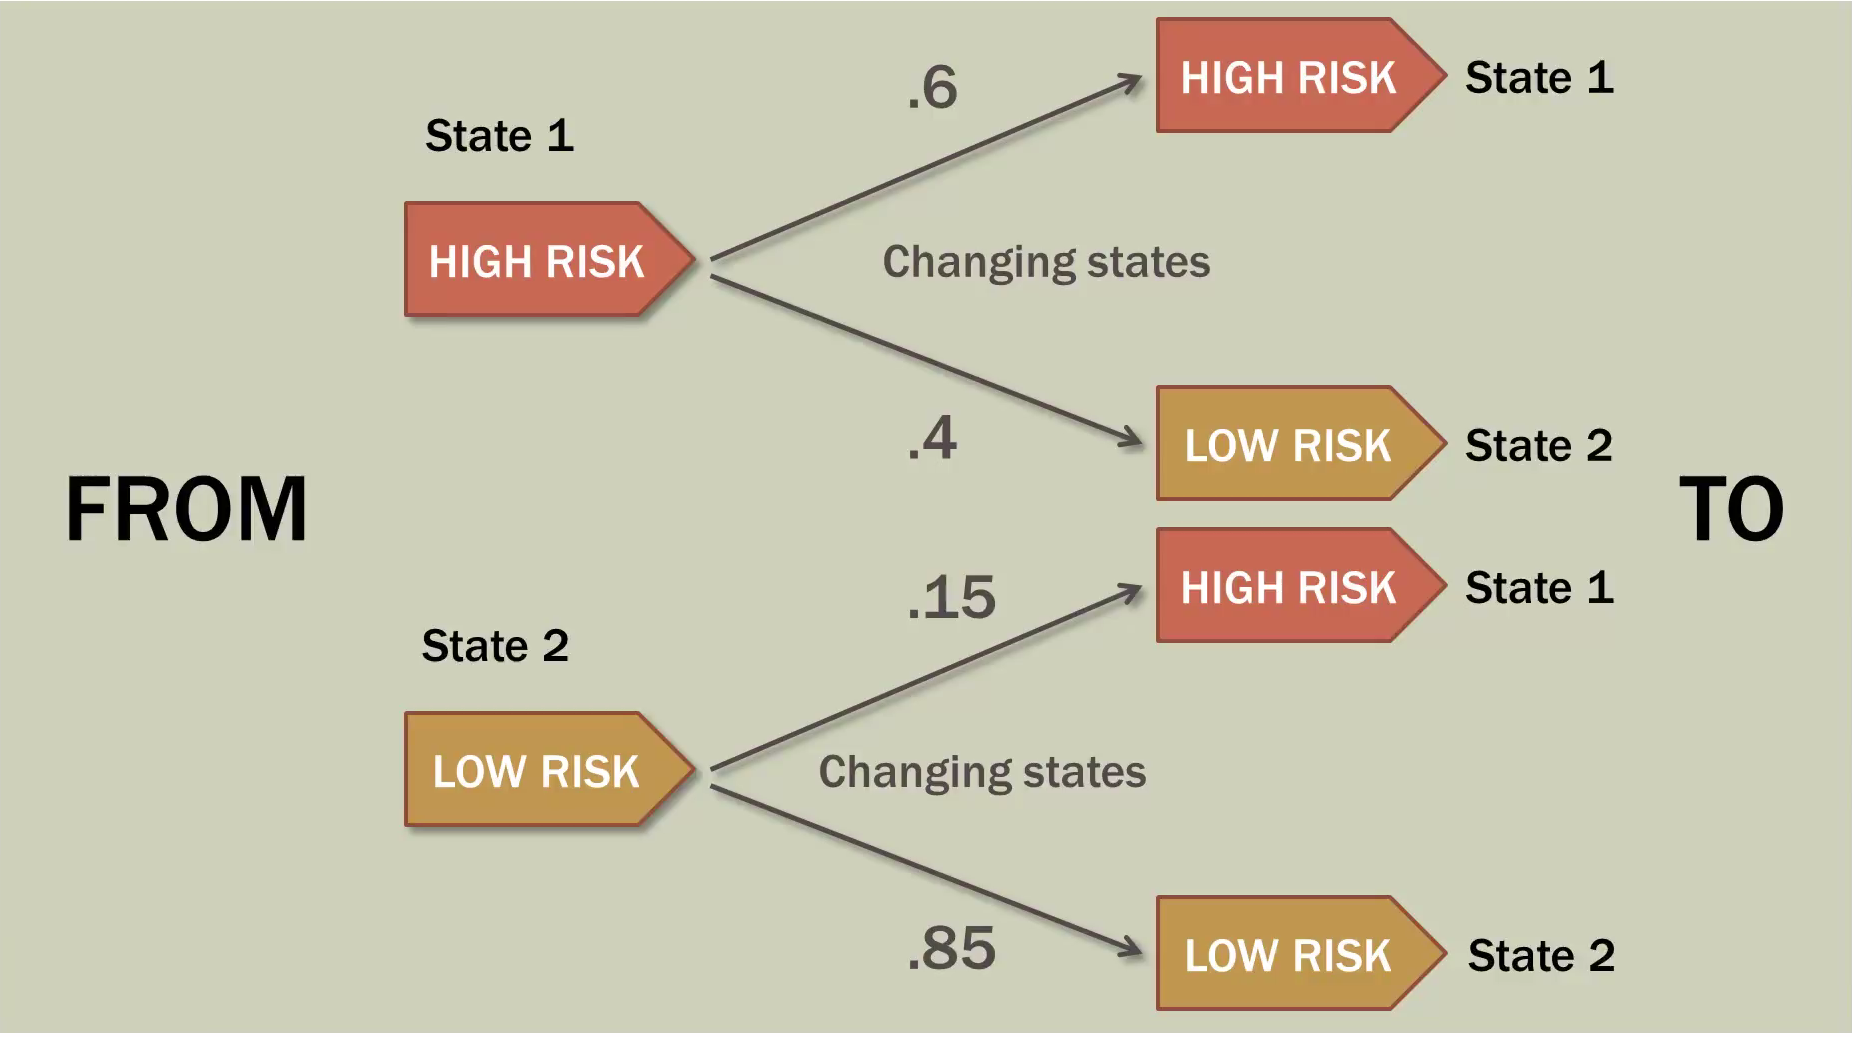 .6
HIGH RISK
State 1
State 1
HIGH RISK
Changing states
.4
LOW RISK
State 2
FROM
TO
.15
HIGH RISK
State 1
State 2
LOW RISK
Changing states
.85
LOW RISK
State 2